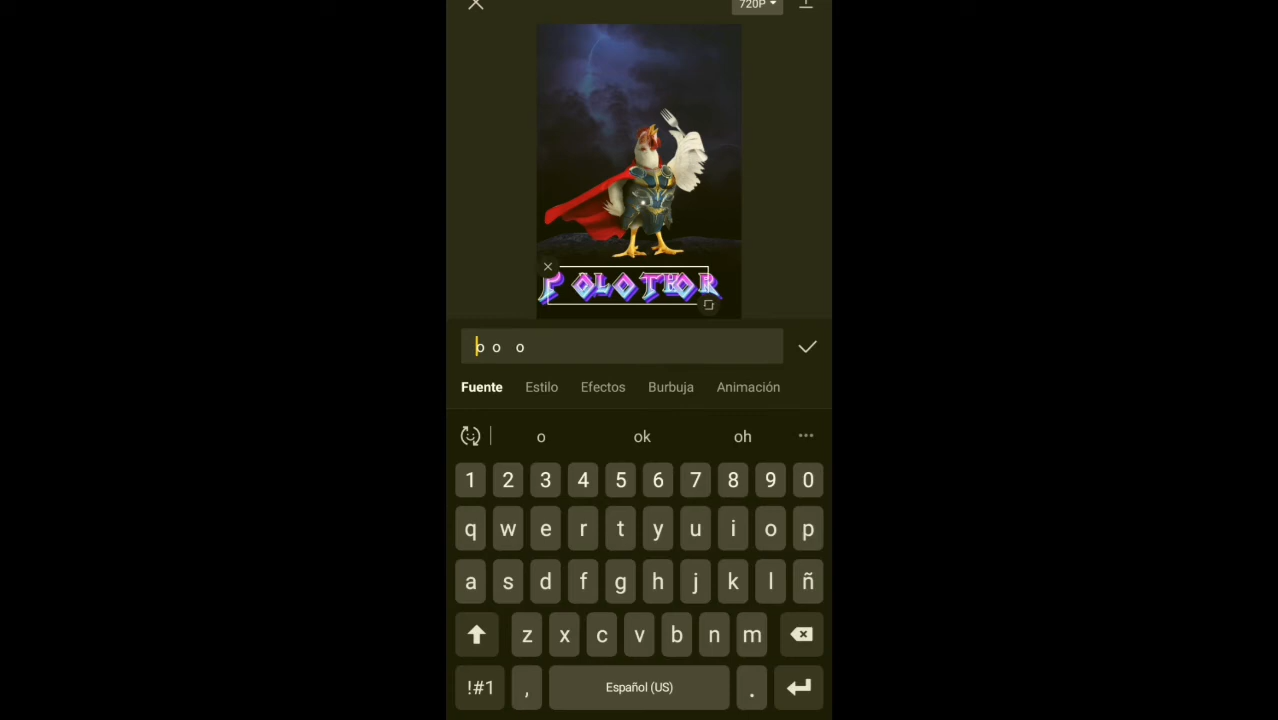 720P
POLOTHOR
o o o
Fuente Estilo Efectos Burbuja Animación
o ok oh ...
1 2 3 4 5 6 7 8 9 0
q w e r t y u i o p
a s d f g h j k l ñ
z x c v b n m
!#1 , Español (US) .